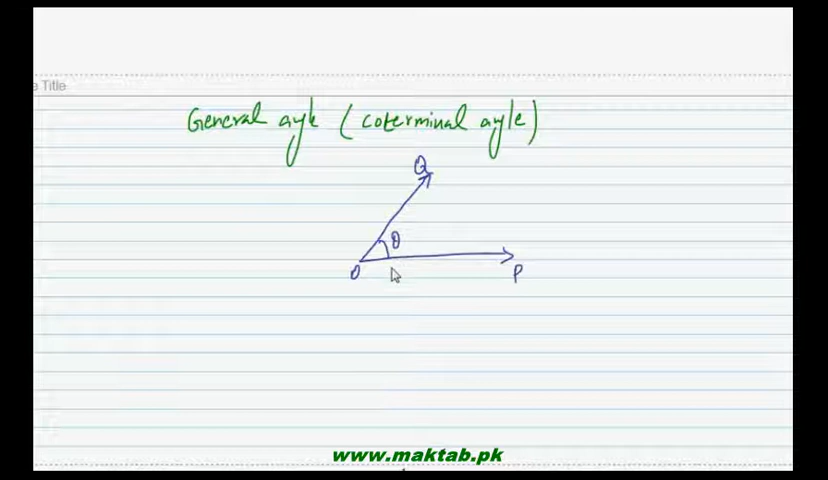 e Title
General angle (coterminal angle)
Q
θ
O
P
www.maktab.pk